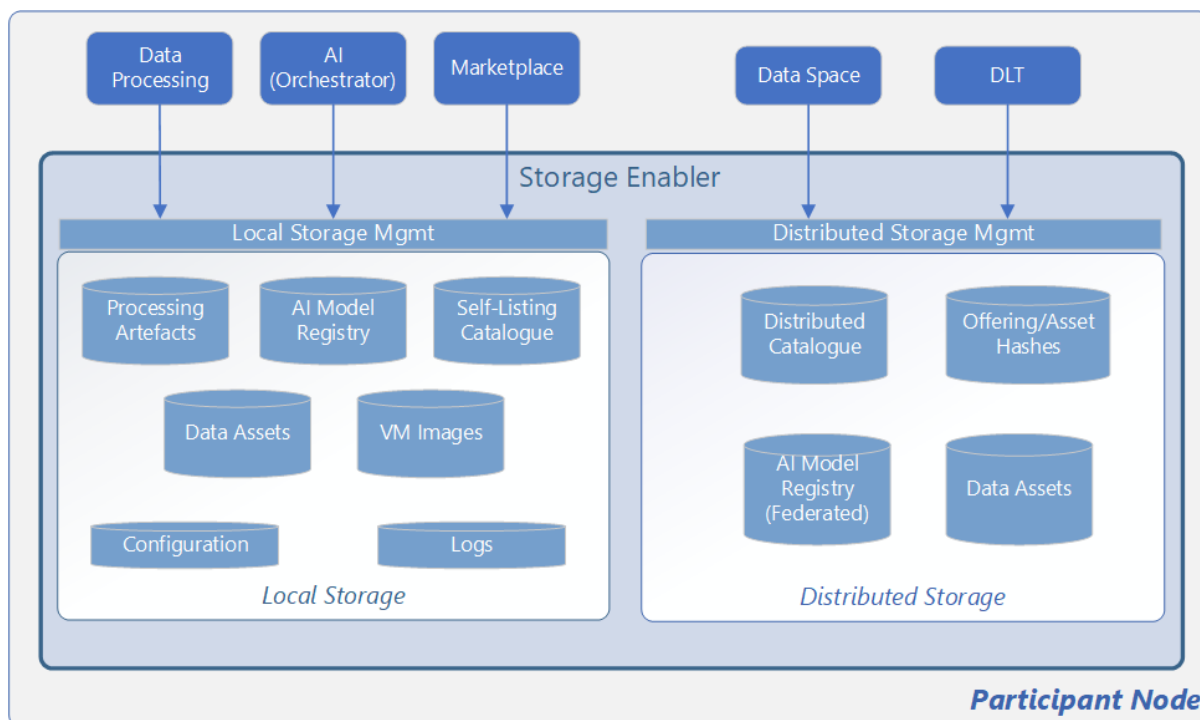 Data
Processing
AI
(Orchestrator)
Marketplace
Data Space
DLT
Storage Enabler
Local Storage Mgmt
Distributed Storage Mgmt
Processing
Artefacts
AI Model
Registry
Self-Listing
Catalogue
Distributed
Catalogue
Offering/Asset
Hashes
Data Assets
VM Images
AI Model
Registry
(Federated)
Data Assets
Configuration
Logs
Local Storage
Distributed Storage
Participant Node